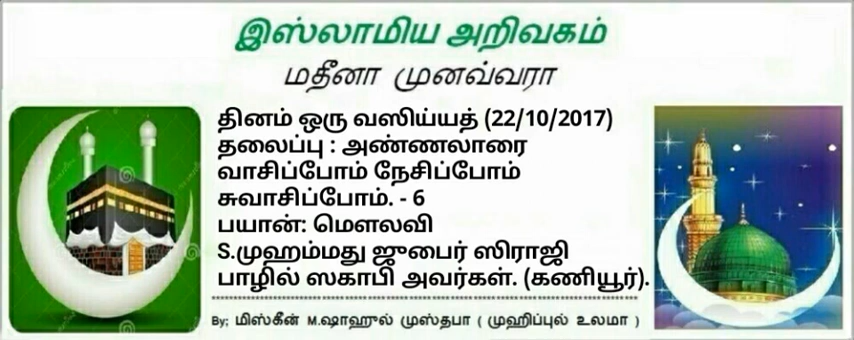 இஸ்லாமிய அறிவகம்
மதீனா முனவ்வரா
தினம் ஒரு வஸிய்யத் (22/10/2017)
தலைப்பு : அண்ணலாரை
வாசிப்போம் நேசிப்போம்
சுவாசிப்போம். - 6
பயான்: மௌலவி
S.முஹம்மது ஜுபைர் ஸிராஜி
பாழில் ஸகாபி அவர்கள். (கணியூர்).
By; மிஸ்கீன் M.ஷாஹுல் முஸ்தபா ( முஹிப்புல் உலமா )